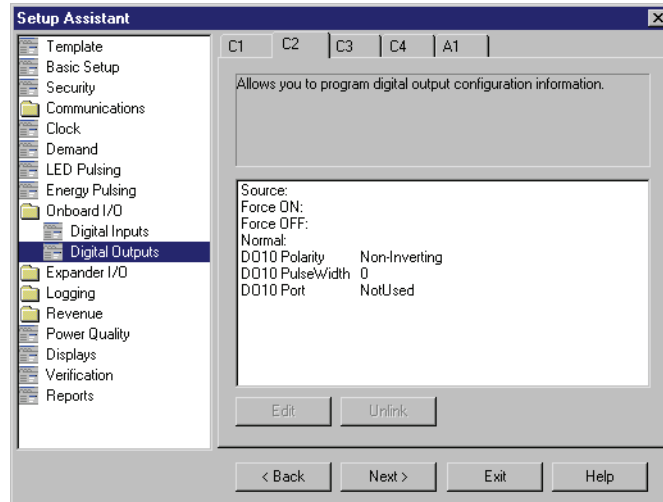 Setup Assistant
Template
Basic Setup
Security
Communications
Clock
Demand
LED Pulsing
Energy Pulsing
Onboard I/O
Digital Inputs
Digital Outputs
Expander I/O
Logging
Revenue
Power Quality
Displays
Verification
Reports
C1 C2 C3 C4 A1
Allows you to program digital output configuration information.
Source:
Force ON:
Force OFF:
Normal:
DO10 Polarity Non-Inverting
DO10 PulseWidth 0
DO10 Port NotUsed
Edit Unlink
< Back Next > Exit Help